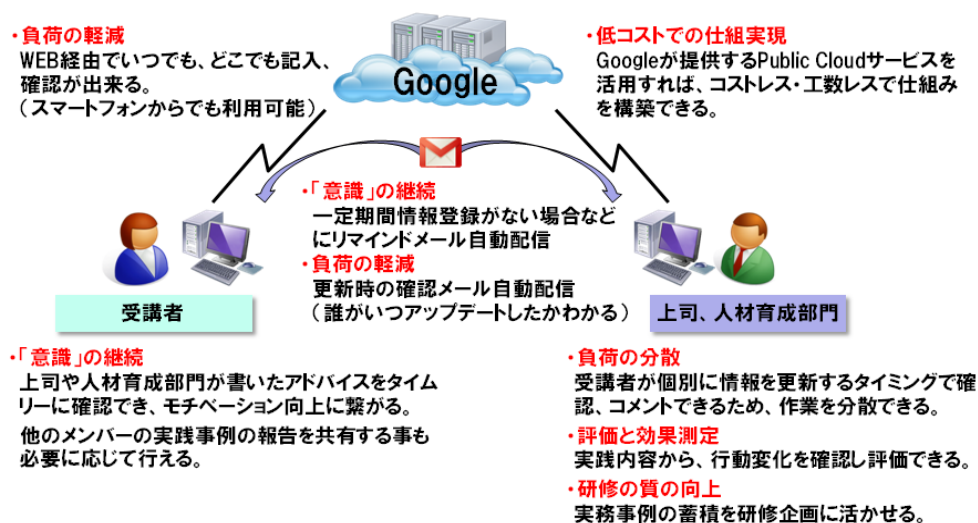 ・負荷の軽減
WEB経由でいつでも、どこでも記入、
確認が出来る。
(スマートフォンからでも利用可能)
Google
・低コストでの仕組実現
Googleが提供するPublic Cloudサービスを
活用すれば、コストレス・工数レスで仕組み
を構築できる。
・「意識」の継続
一定期間情報登録がない場合など
にリマインドメール自動配信
・負荷の軽減
更新時の確認メール自動配信
(誰がいつアップデートしたかわかる)
受講者
上司、人材育成部門
・「意識」の継続
上司や人材育成部門が書いたアドバイスをタイム
リーに確認でき、モチベーション向上に繋がる。
他のメンバーの実践事例の報告を共有する事も
必要に応じて行える。
・負荷の分散
受講者が個別に情報を更新するタイミングで確
認、コメントできるため、作業を分散できる。
・評価と効果測定
実践内容から、行動変化を確認し評価できる。
・研修の質の向上
実務事例の蓄積を研修企画に活かせる。